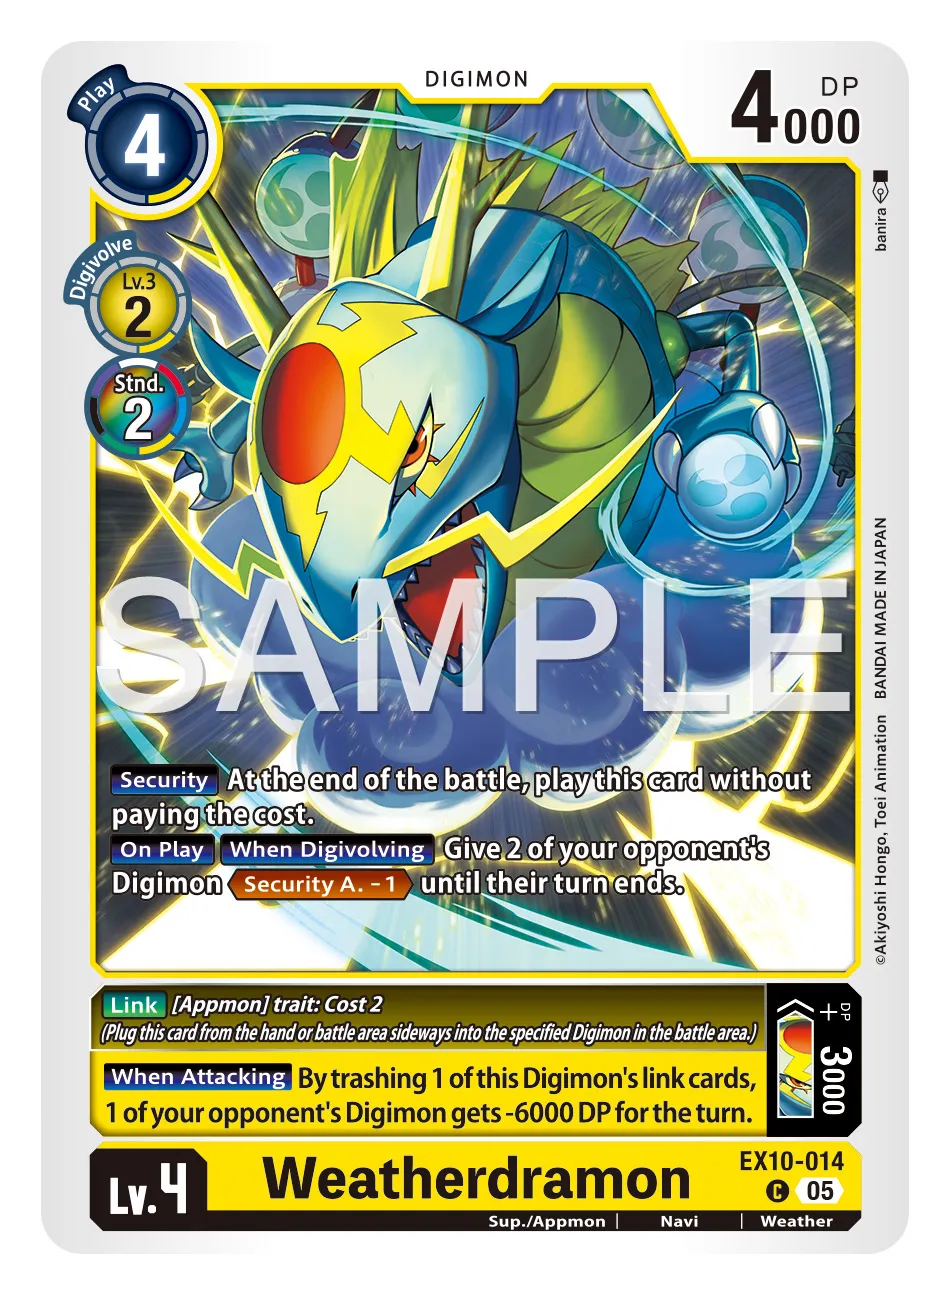 DIGIMON
Play
4
DP
4000
Digivolve
Lv.3
2
Stnd.
2
banira
BANDAI MADE IN JAPAN
©Akiyoshi Hongo, Toei Animation
SAMPLE
Security At the end of the battle, play this card without
paying the cost.
On Play When Digivolving Give 2 of your opponent's
Digimon Security A. -1 until their turn ends.
Link [Appmon] trait: Cost 2
(Plug this card from the hand or battle area sideways into the specified Digimon in the battle area.)
When Attacking By trashing 1 of this Digimon's link cards,
1 of your opponent's Digimon gets -6000 DP for the turn.
DP
+3000
Lv.4
Weatherdramon
EX10-014
C 05
Sup./Appmon | Navi | Weather